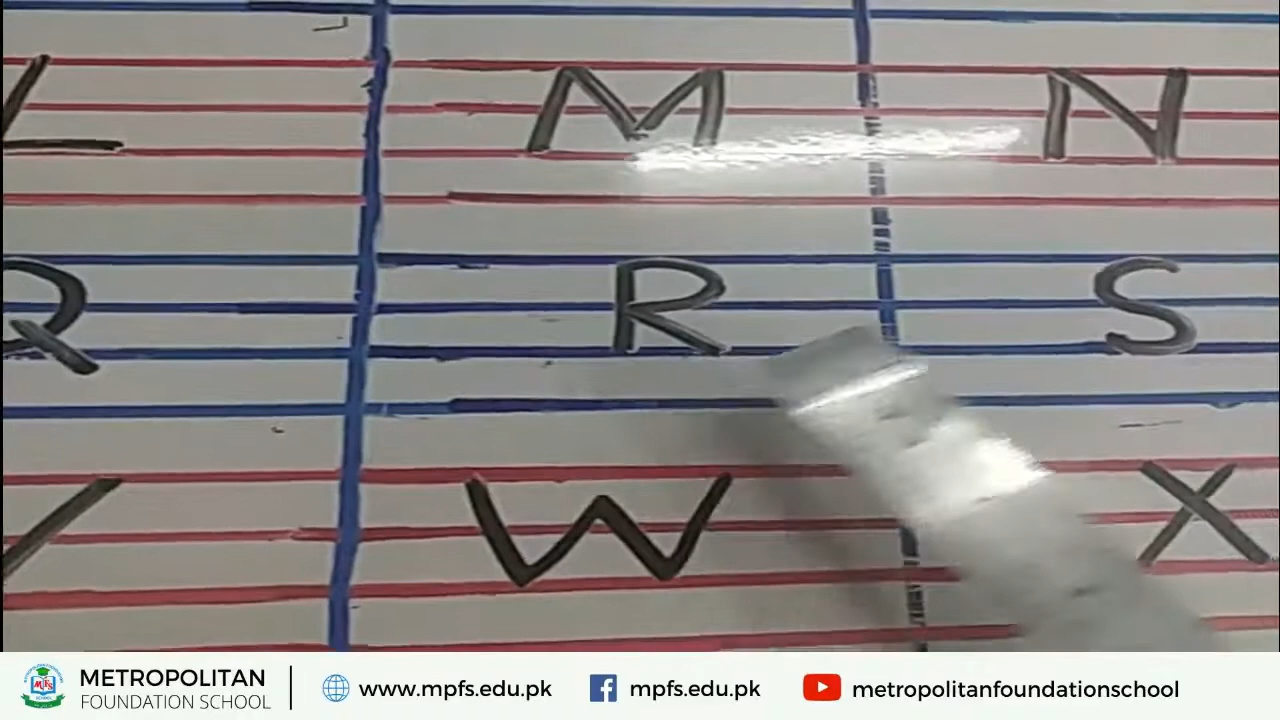 L M N
Q R S
V W X
METROPOLITAN
FOUNDATION SCHOOL
www.mpfs.edu.pk
mpfs.edu.pk
metropolitanfoundationschool